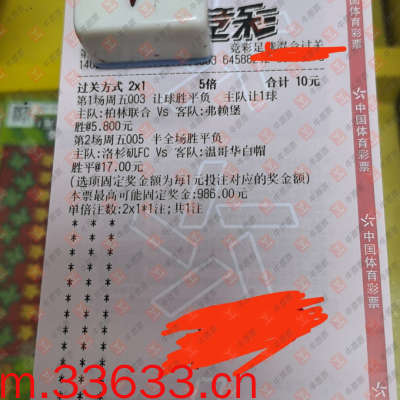 竞彩
竞彩足球混合过关
过关方式 2x1 5倍 合计 10元
第1场周五003 让球胜平负 主队让1球
主队:柏林联合 Vs 客队:弗赖堡
胜@5.800元
第2场周五005 半全场胜平负
主队:洛杉矶FC Vs 客队:温哥华白帽
胜平@17.00元
(选项固定奖金额为每1元投注对应的奖金额)
本票最高可能固定奖金:986.00元
单倍注数:2x1*1注;共1注
中国体育彩票
中国体育彩票
m.33633.cn